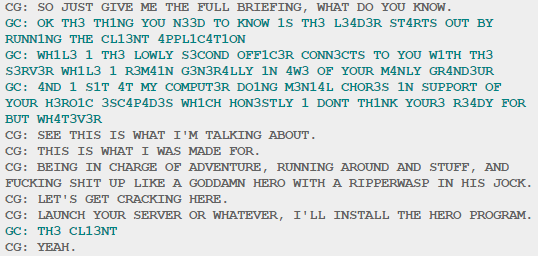 CG: SO JUST GIVE ME THE FULL BRIEFING, WHAT DO YOU KNOW.
GC: OK TH3 TH1NG YOU N33D TO KNOW 1S TH3 L34D3R ST4RTS OUT BY
RUNN1NG THE CL13NT 4PPL1C4T1ON
GC: WH1L3 1 TH3 LOWLY S3COND OFF1C3R CONN3CTS TO YOU W1TH TH3
S3RV3R WH1L3 1 R3M41N G3N3R4LLY 1N 4W3 OF YOUR M4NLY GR4ND3UR
GC: 4ND 1 S1T 4T MY COMPUT3R DO1NG M3N14L CHOR3S 1N SUPPORT OF
YOUR H3RO1C 3SC4P4D3S WH1CH HON3STLY 1 DONT TH1NK YOUR3 R34DY FOR
BUT WH4T3V3R
CG: SEE THIS IS WHAT I'M TALKING ABOUT.
CG: THIS IS WHAT I WAS MADE FOR.
CG: BEING IN CHARGE OF ADVENTURE, RUNNING AROUND AND STUFF, AND
FUCKING SHIT UP LIKE A GODDAMN HERO WITH A RIPPERWASP IN HIS JOCK.
CG: LET'S GET CRACKING HERE.
CG: LAUNCH YOUR SERVER OR WHATEVER, I'LL INSTALL THE HERO PROGRAM.
GC: TH3 CL13NT
CG: YEAH.